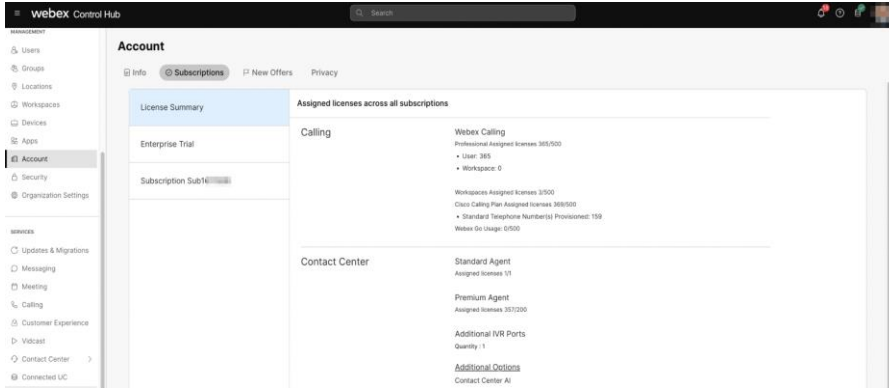 webex Control Hub
Search
MANAGEMENT
Users
Groups
Locations
Workspaces
Devices
Apps
Account
Security
Organization Settings
SERVICES
Updates & Migrations
Messaging
Meeting
Calling
Customer Experience
Vidcast
Contact Center
Connected UC
Account
Info
Subscriptions
New Offers
Privacy
License Summary
Enterprise Trial
Subscription Sub16
Assigned licenses across all subscriptions
Calling
Webex Calling
Professional Assigned licenses 365/500
• User: 365
• Workspace: 0
Workspaces Assigned licenses 3/500
Cisco Calling Plan Assigned licenses 369/500
• Standard Telephone Number(s) Provisioned: 159
Webex Go Usage: 0/500
Contact Center
Standard Agent
Assigned licenses 1/1
Premium Agent
Assigned licenses 357/200
Additional IVR Ports
Quantity : 1
Additional Options
Contact Center AI